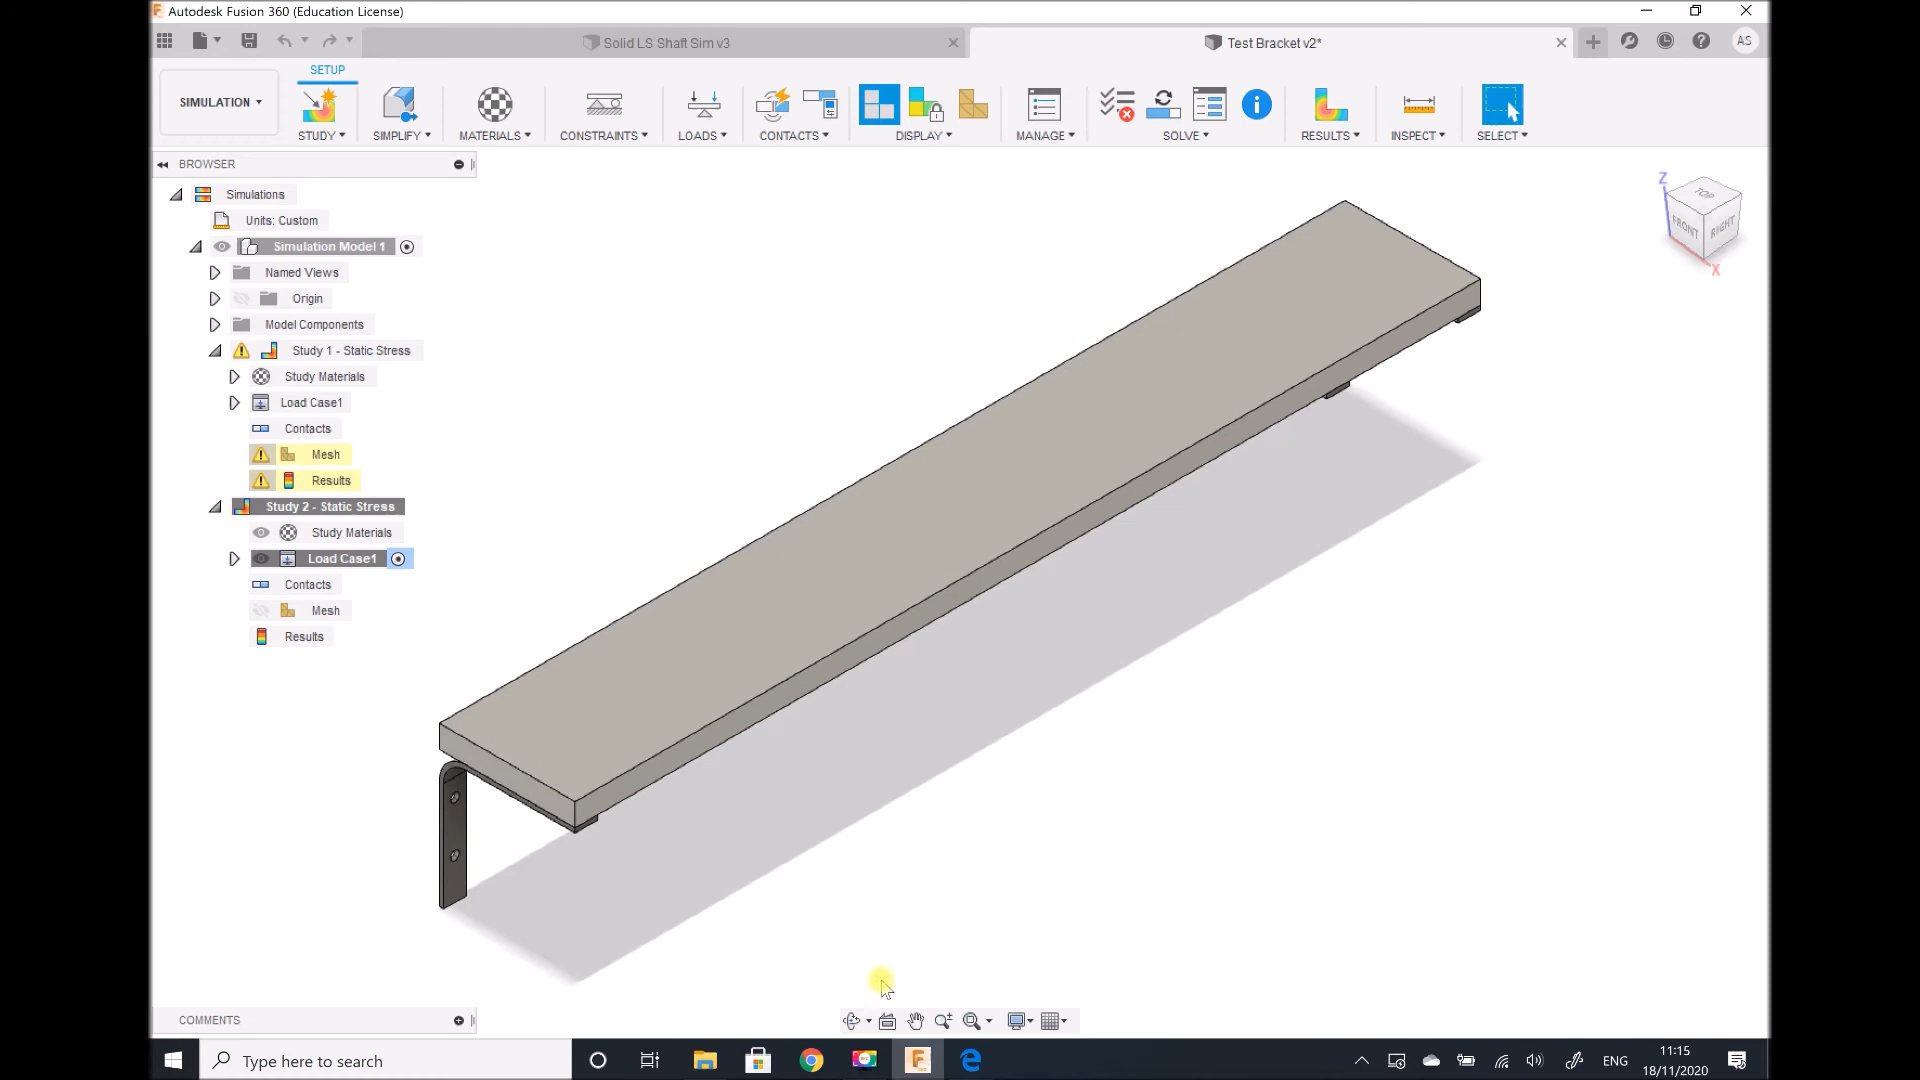 Autodesk Fusion 360 (Education License)
Solid LS Shaft Sim v3
Test Bracket v2*
AS
SETUP
SIMULATION
STUDY
SIMPLIFY
MATERIALS
CONSTRAINTS
LOADS
CONTACTS
DISPLAY
MANAGE
SOLVE
RESULTS
INSPECT
SELECT
BROWSER
Simulations
Units: Custom
Simulation Model 1
Named Views
Origin
Model Components
Study 1 - Static Stress
Study Materials
Load Case1
Contacts
Mesh
Results
Study 2 - Static Stress
Study Materials
Load Case1
Contacts
Mesh
Results
Z
TOP
FRONT
RIGHT
X
COMMENTS
Type here to search
ENG
11:15
18/11/2020